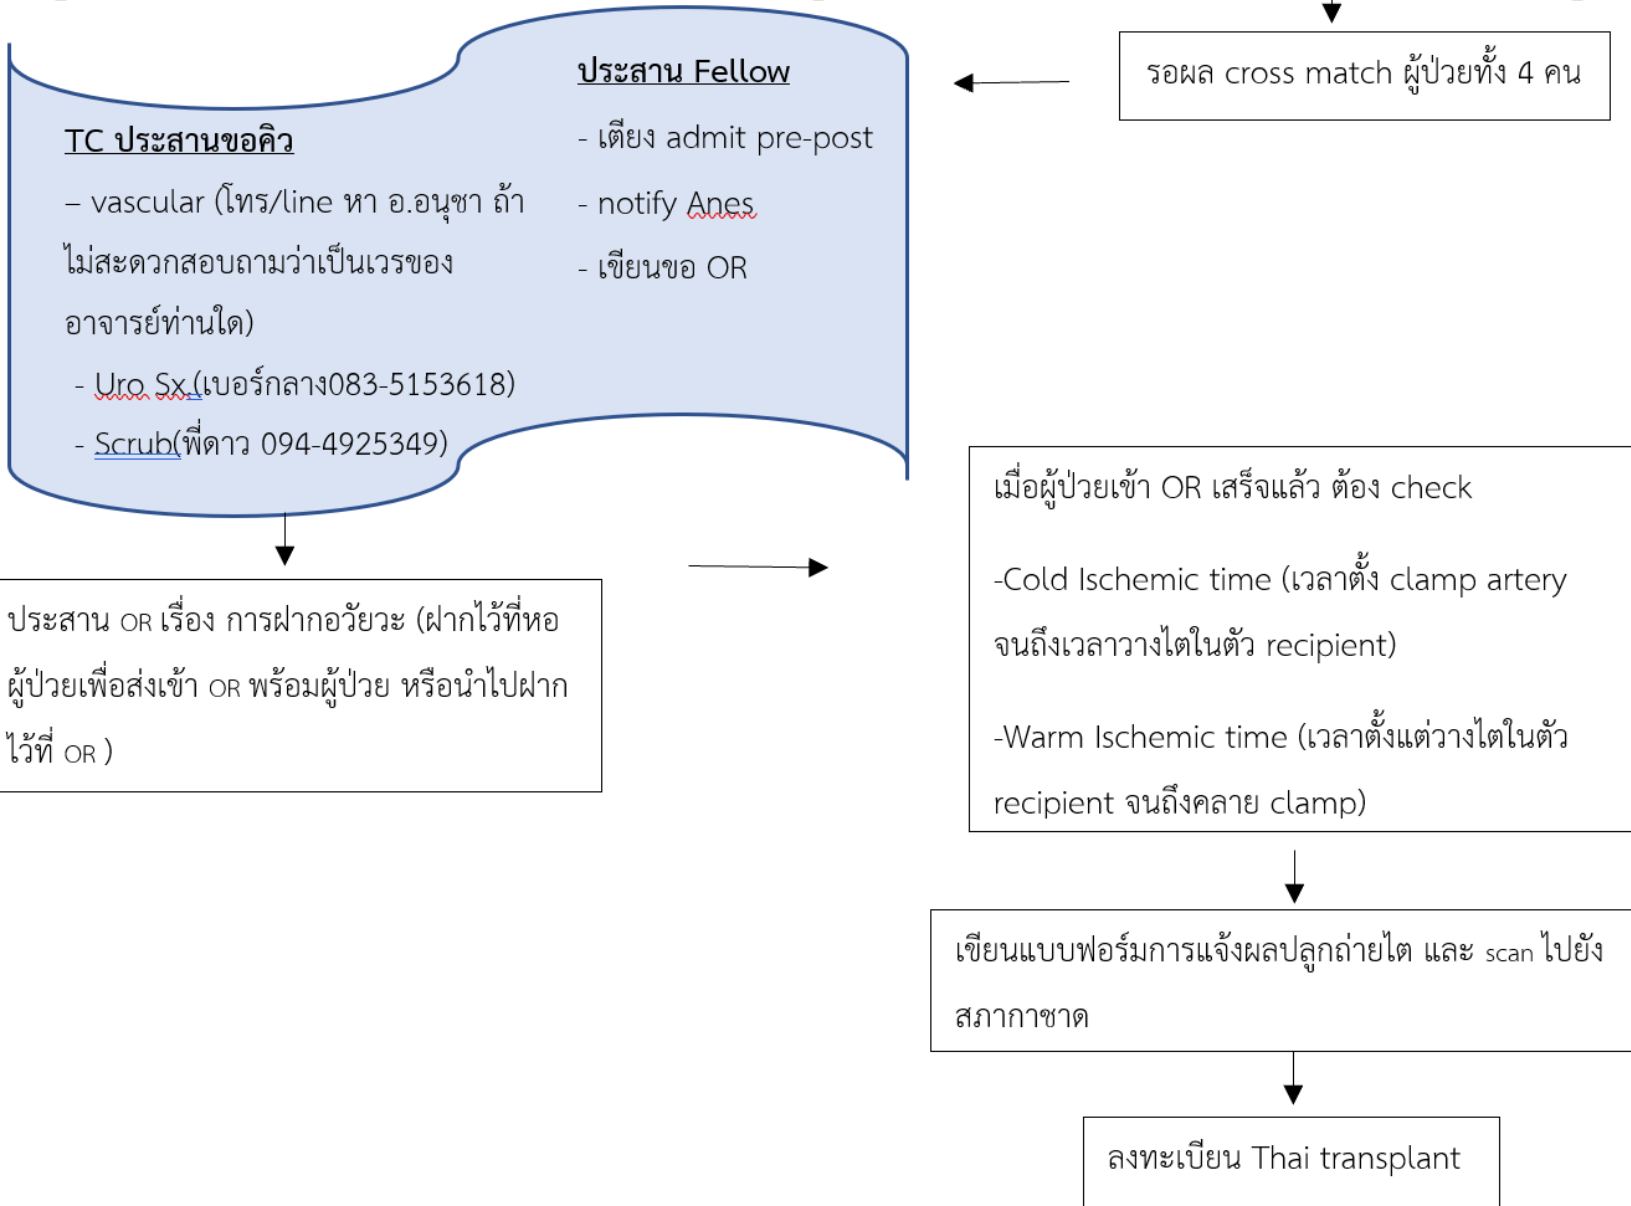 รอผล cross match ผู้ป่วยทั้ง 4 คน
TC ประสานขอคิว
– vascular (โทร/line หา อ.อนุชา ถ้า
ไม่สะดวกสอบถามว่าเป็นเวรของ
อาจารย์ท่านใด)
- Uro Sx.(เบอร์กลาง083-5153618)
- Scrub(พี่ดาว 094-4925349)
ประสาน Fellow
- เตียง admit pre-post
- notify Anes
- เขียนขอ OR
ประสาน OR เรื่อง การฝากอวัยวะ (ฝากไว้ที่หอ
ผู้ป่วยเพื่อส่งเข้า OR พร้อมผู้ป่วย หรือนำไปฝาก
ไว้ที่ OR )
เมื่อผู้ป่วยเข้า OR เสร็จแล้ว ต้อง check
-Cold Ischemic time (เวลาตั้ง clamp artery
จนถึงเวลาวางไตในตัว recipient)
-Warm Ischemic time (เวลาตั้งแต่วางไตในตัว
recipient จนถึงคลาย clamp)
เขียนแบบฟอร์มการแจ้งผลปลูกถ่ายไต และ scan ไปยัง
สภากาชาด
ลงทะเบียน Thai transplant